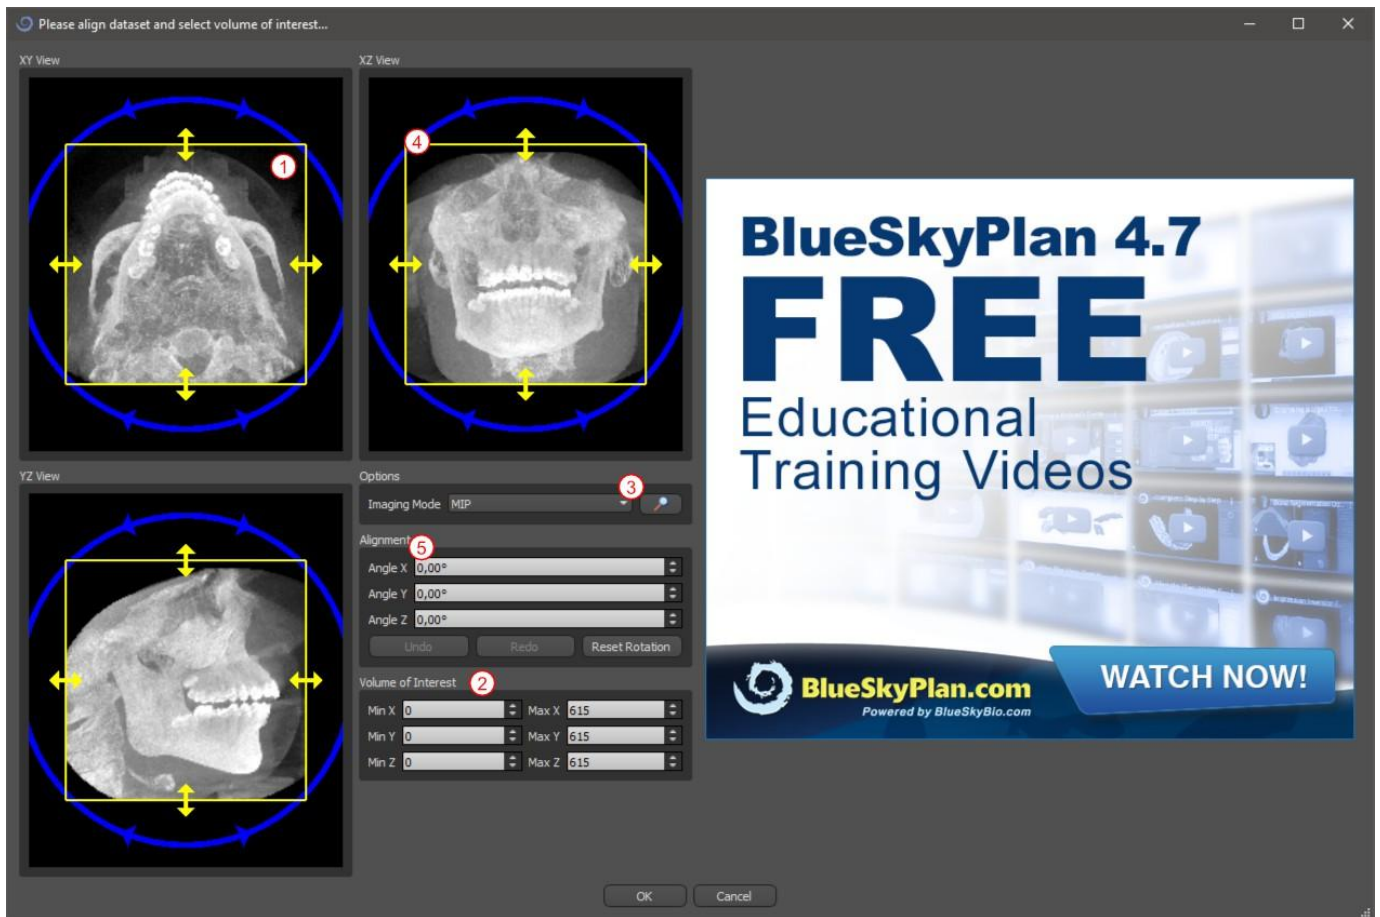 Please align dataset and select volume of interest...
XY View
XZ View
1
4
YZ View
Options
Imaging Mode MIP
3
Alignment
5
Angle X 0,00°
Angle Y 0,00°
Angle Z 0,00°
Undo Redo Reset Rotation
Volume of Interest 2
Min X 0 Max X 615
Min Y 0 Max Y 615
Min Z 0 Max Z 615
BlueSkyPlan 4.7
FREE
Educational
Training Videos
BlueSkyPlan.com
Powered by BlueSkyBio.com
WATCH NOW!
OK Cancel